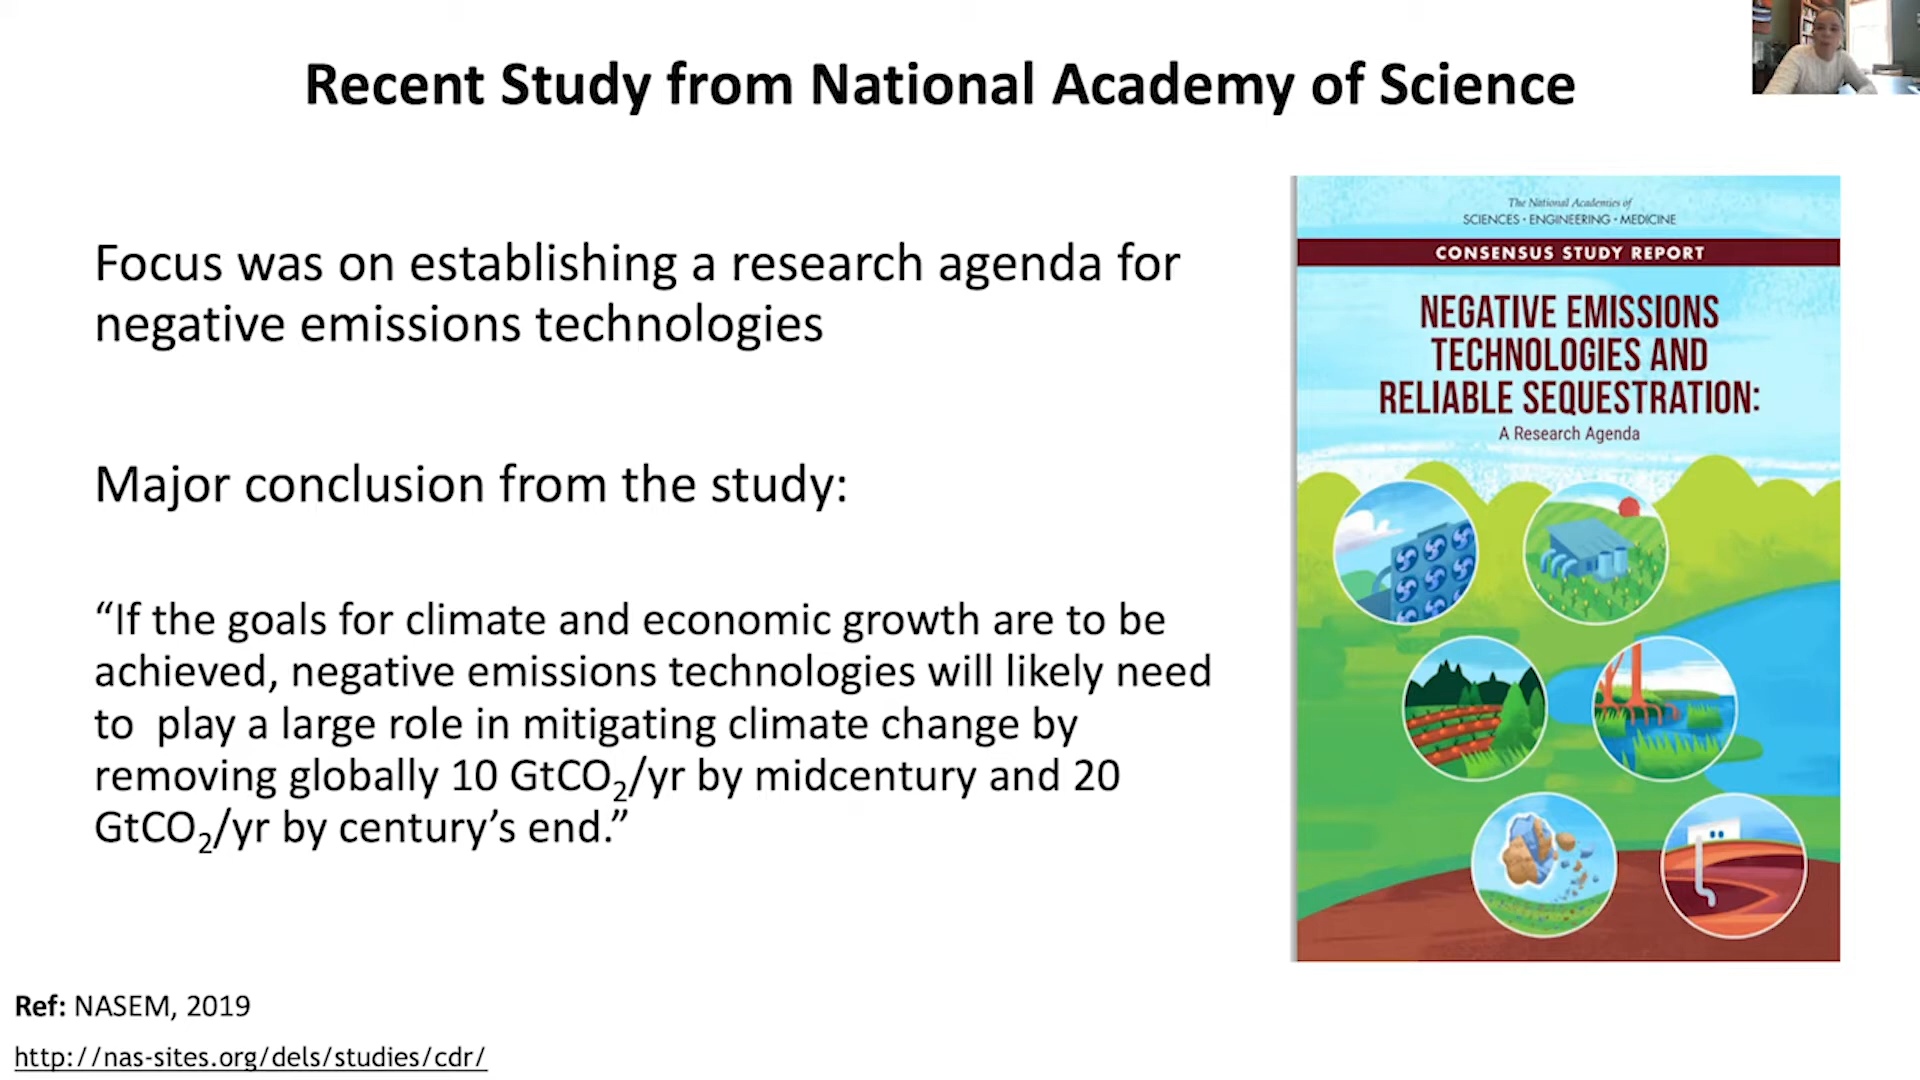 Recent Study from National Academy of Science
Focus was on establishing a research agenda for
negative emissions technologies
Major conclusion from the study:
“If the goals for climate and economic growth are to be
achieved, negative emissions technologies will likely need
to  play a large role in mitigating climate change by
removing globally 10 GtCO₂/yr by midcentury and 20
GtCO₂/yr by century’s end.”
The National Academies of
SCIENCES · ENGINEERING · MEDICINE
CONSENSUS STUDY REPORT
NEGATIVE EMISSIONS
TECHNOLOGIES AND
RELIABLE SEQUESTRATION:
A Research Agenda
Ref: NASEM, 2019
http://nas-sites.org/dels/studies/cdr/